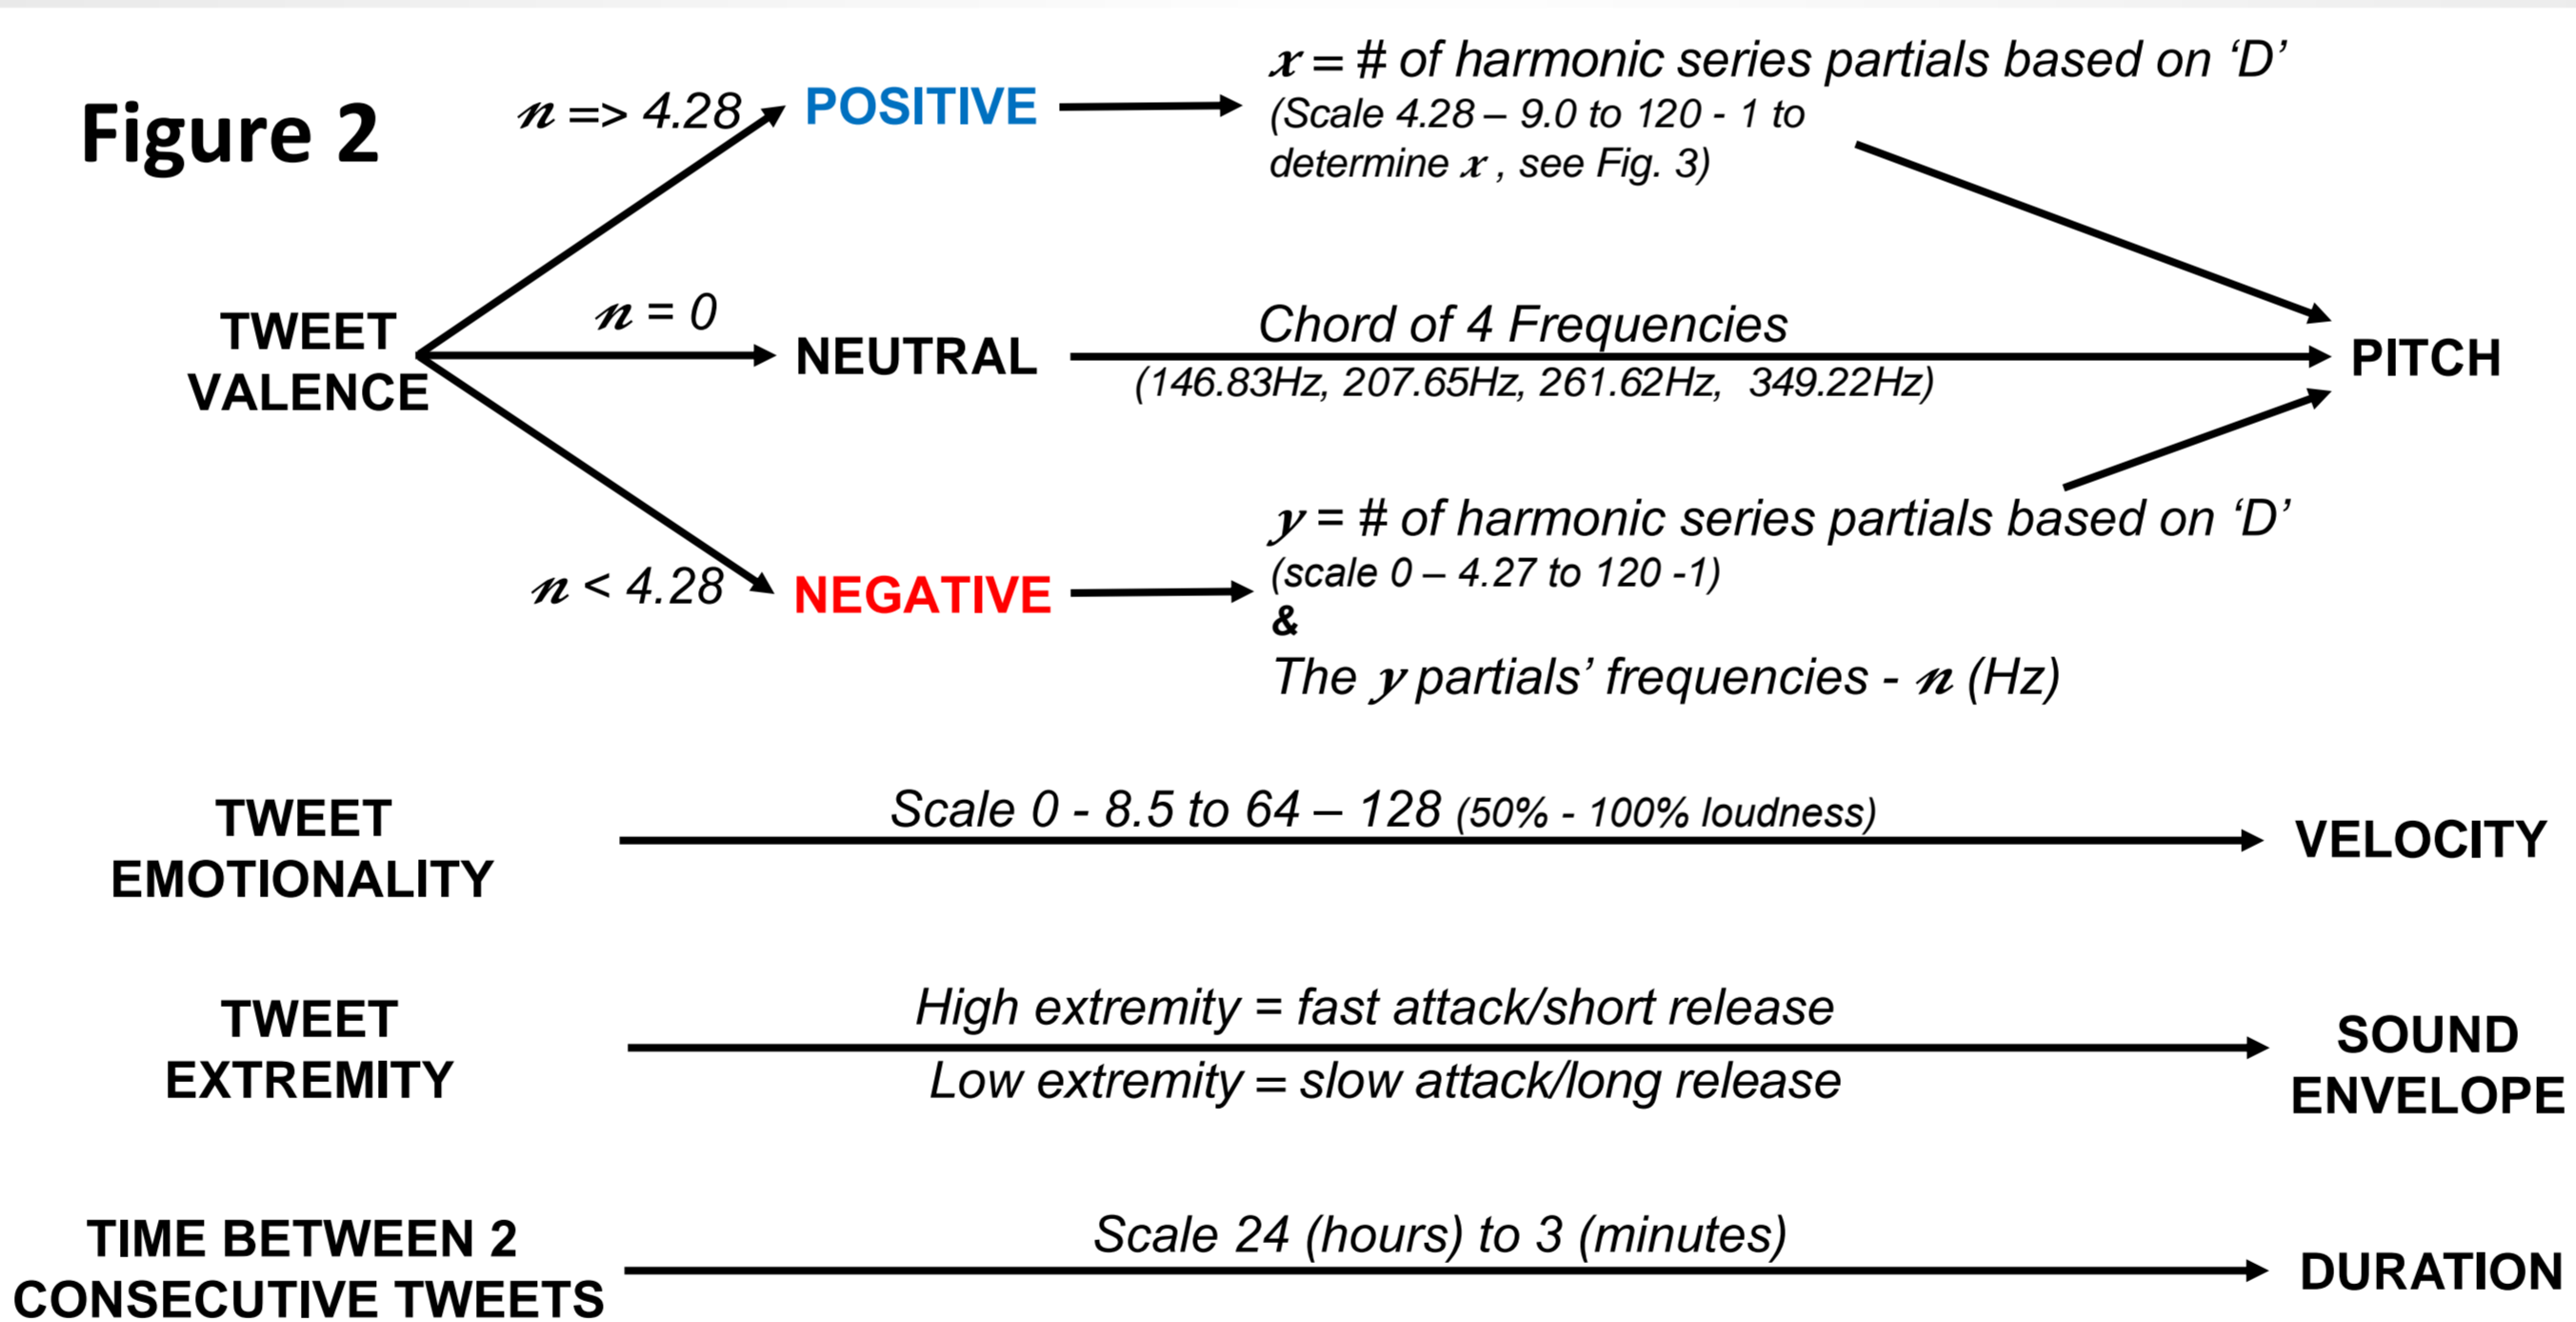 Figure 2
𝓃 => 4.28
POSITIVE
𝓍 = # of harmonic series partials based on ‘D’
(Scale 4.28 – 9.0 to 120 - 1 to
determine 𝓍 , see Fig. 3)
TWEET
VALENCE
𝓃 = 0
NEUTRAL
Chord of 4 Frequencies
(146.83Hz, 207.65Hz, 261.62Hz, 349.22Hz)
PITCH
𝓃 < 4.28
NEGATIVE
𝓎 = # of harmonic series partials based on ‘D’
(scale 0 – 4.27 to 120 -1)
&
The 𝓎 partials’ frequencies - 𝓃 (Hz)
TWEET
EMOTIONALITY
Scale 0 - 8.5 to 64 – 128 (50% - 100% loudness)
VELOCITY
TWEET
EXTREMITY
High extremity = fast attack/short release
Low extremity = slow attack/long release
SOUND
ENVELOPE
TIME BETWEEN 2
CONSECUTIVE TWEETS
Scale 24 (hours) to 3 (minutes)
DURATION